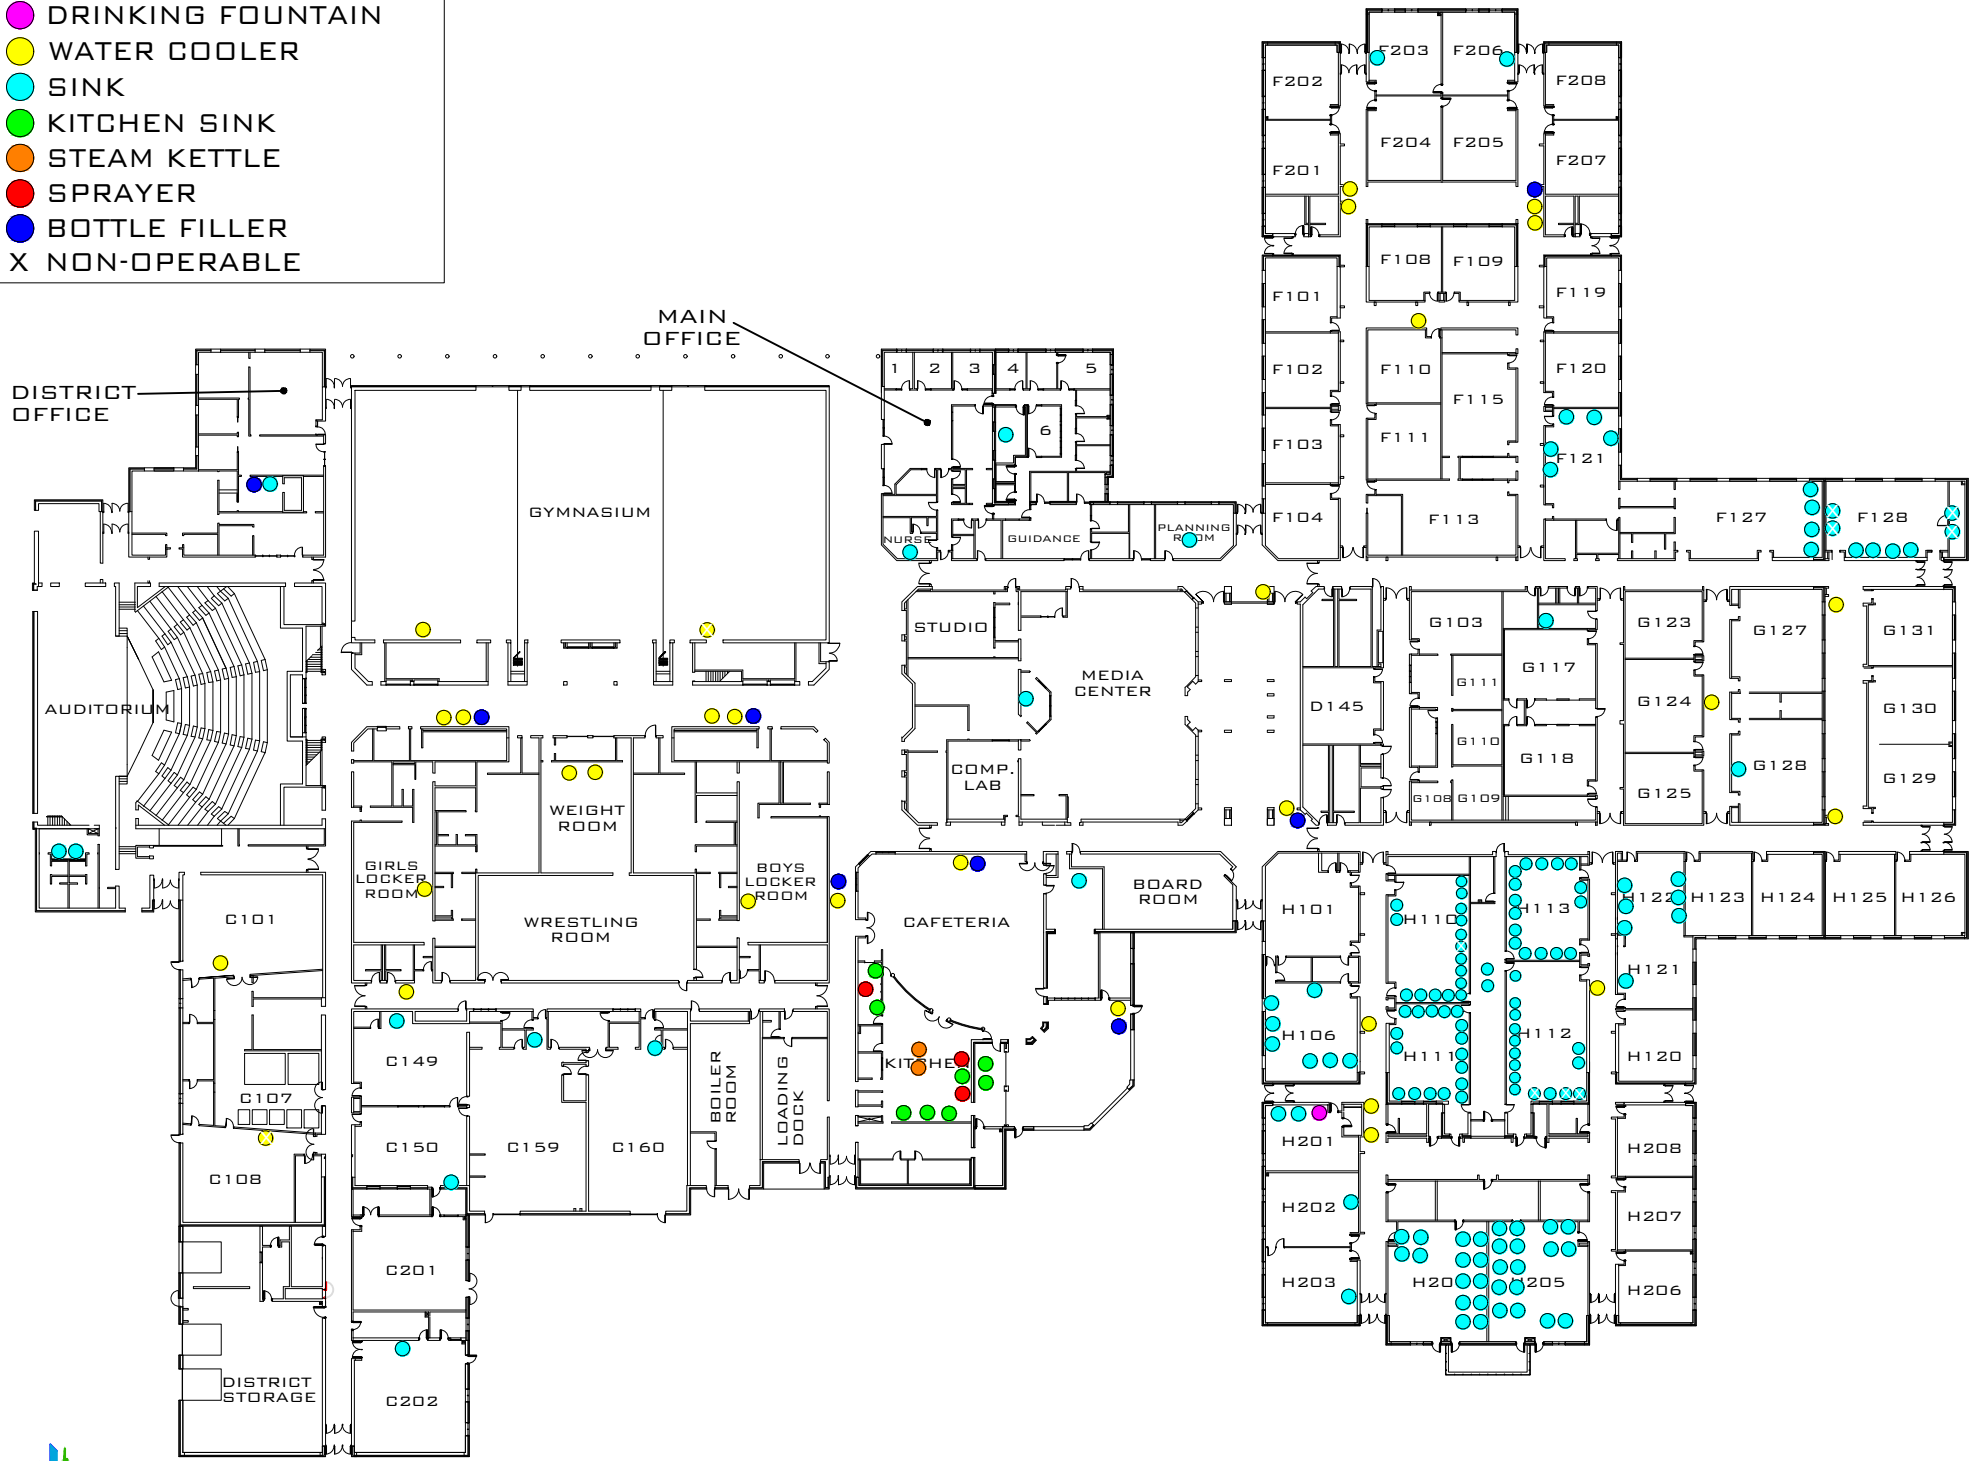 DRINKING FOUNTAIN
WATER COOLER
SINK
KITCHEN SINK
STEAM KETTLE
SPRAYER
BOTTLE FILLER
X NON-OPERABLE
F203
F206
F202
F208
F204
F205
F201
F207
F108
F109
F101
F119
MAIN
OFFICE
DISTRICT
OFFICE
1
2
3
4
5
6
F102
F110
F120
F115
F103
F111
F121
GYMNASIUM
NURSE
GUIDANCE
PLANNING
ROOM
F104
F113
F127
F128
STUDIO
MEDIA
CENTER
G103
G123
G127
G131
G117
G111
AUDITORIUM
D145
G124
G130
G110
G118
G128
COMP.
LAB
G108
G109
G125
G129
WEIGHT
ROOM
GIRLS
LOCKER
ROOM
BOYS
LOCKER
ROOM
BOARD
ROOM
C101
WRESTLING
ROOM
CAFETERIA
H101
H110
H113
H122
H123
H124
H125
H126
H121
H106
H111
H112
H120
C149
KITCHEN
BOILER
ROOM
LOADING
DOCK
C107
C150
C159
C160
H201
H208
C108
H202
H207
C201
H203
H205
H206
DISTRICT
STORAGE
C202